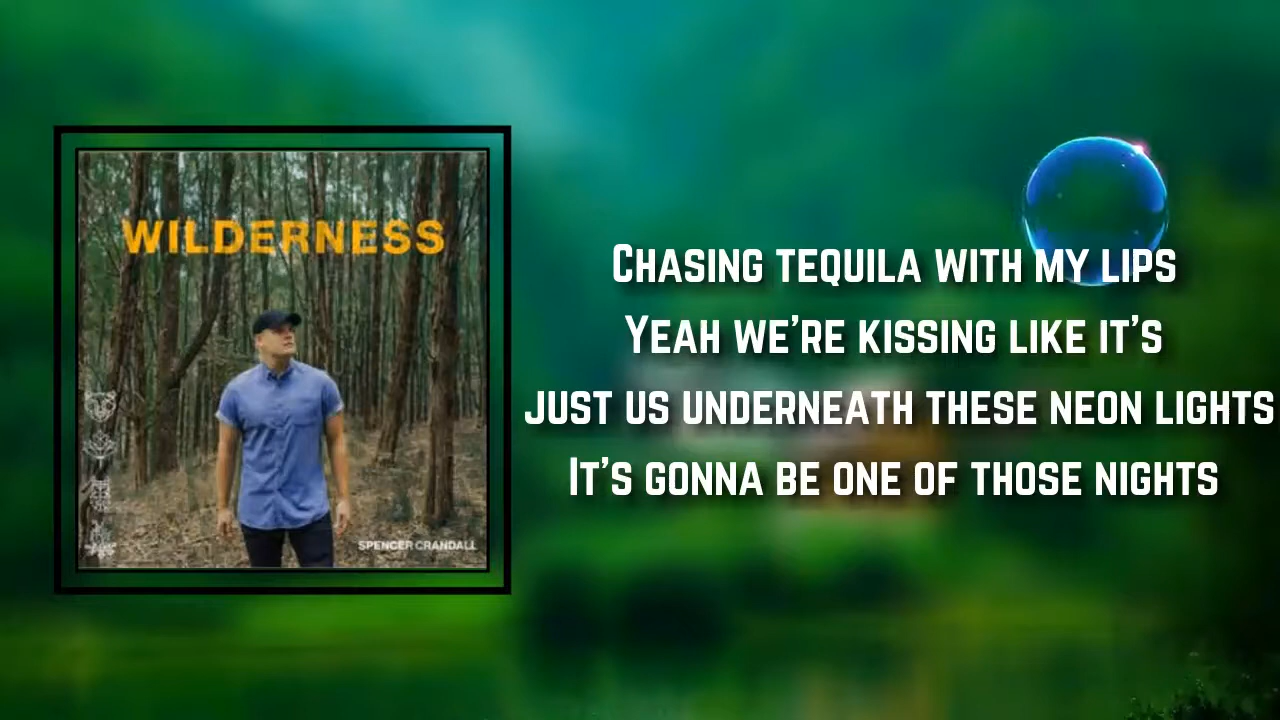 WILDERNESS
SPENCER CRANDALL
CHASING TEQUILA WITH MY LIPS
YEAH WE'RE KISSING LIKE IT'S
JUST US UNDERNEATH THESE NEON LIGHTS
IT'S GONNA BE ONE OF THOSE NIGHTS